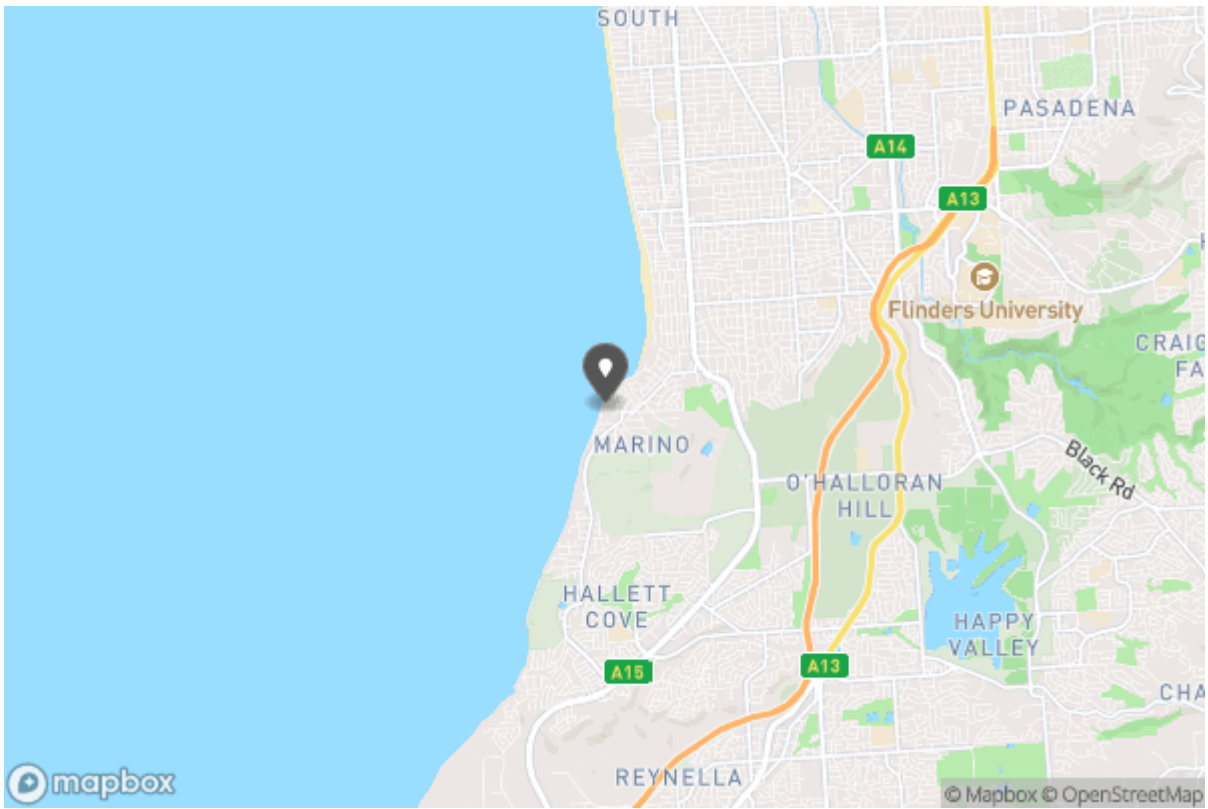 SOUTH
PASADENA
A14
A13
Flinders University
CRAIG
FA
MARINO
Black Rd
O'HALLORAN
HILL
HALLETT
COVE
HAPPY
VALLEY
A15
A13
CHA
REYNELLA
mapbox
© Mapbox © OpenStreetMap